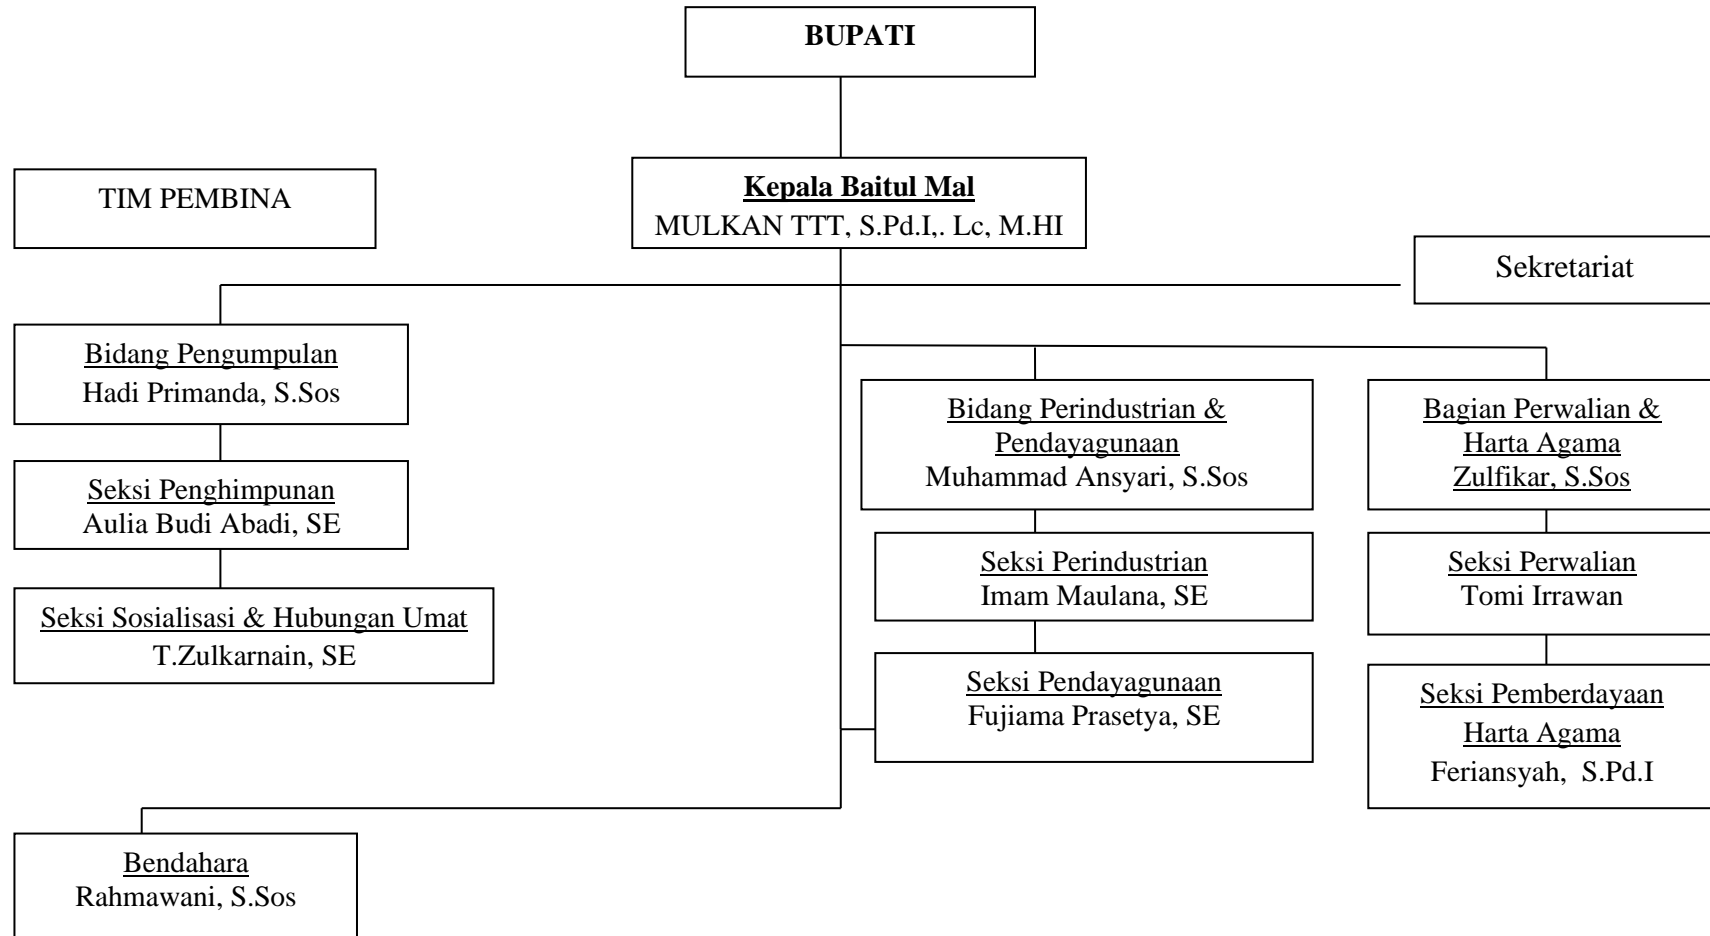 BUPATI
Kepala Baitul Mal
MULKAN TTT, S.Pd.I,. Lc, M.HI
TIM PEMBINA
Sekretariat
Bidang Pengumpulan
Hadi Primanda, S.Sos
Seksi Penghimpunan
Aulia Budi Abadi, SE
Seksi Sosialisasi & Hubungan Umat
T.Zulkarnain, SE
Bidang Perindustrian &
Pendayagunaan
Muhammad Ansyari, S.Sos
Seksi Perindustrian
Imam Maulana, SE
Seksi Pendayagunaan
Fujiama Prasetya, SE
Bagian Perwalian &
Harta Agama
Zulfikar, S.Sos
Seksi Perwalian
Tomi Irrawan
Seksi Pemberdayaan
Harta Agama
Feriansyah,  S.Pd.I
Bendahara
Rahmawani, S.Sos